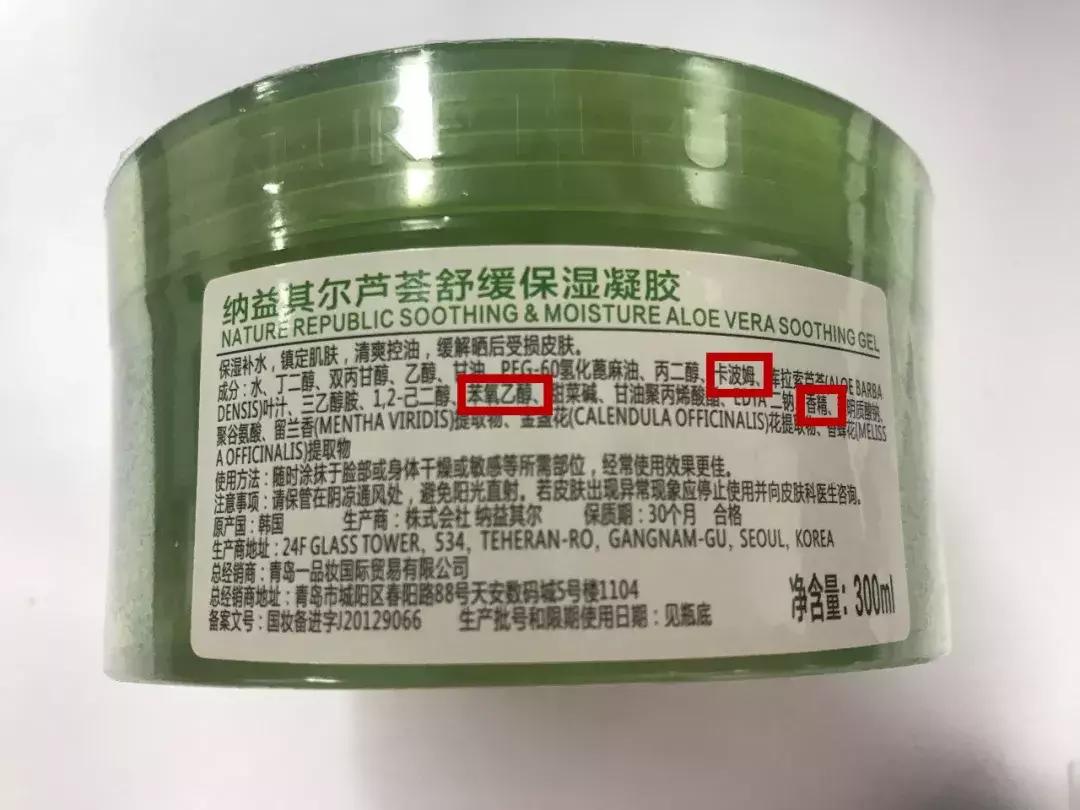 纳益其尔芦荟舒缓保湿凝胶
NATURE REPUBLIC SOOTHING & MOISTURE ALOE VERA SOOTHING GEL
保湿补水，镇定肌肤，清爽控油，缓解晒后受损皮肤。
成分：水、丁二醇、双丙甘醇、乙醇、甘油、PEG-60氢化蓖麻油、丙二醇、卡波姆、库拉索芦荟(ALOE BARBA
DENSIS)叶汁、三乙醇胺、1,2-己二醇、苯氧乙醇、甜菜碱、甘油聚丙烯酸酯、EDTA 二钠、香精、透明质酸钠、
聚谷氨酸、留兰香(MENTHA VIRIDIS)提取物、金盏花(CALENDULA OFFICINALIS)花提取物、香蜂花(MELISS
A OFFICINALIS)提取物
使用方法：随时涂抹于脸部或身体干燥或敏感等所需部位，经常使用效果更佳。
注意事项：请保管在阴凉通风处，避免阳光直射。若皮肤出现异常现象应停止使用并向皮肤科医生咨询。
原产国：韩国 生产商：株式会社 纳益其尔 保质期：30个月 合格
生产商地址：24F GLASS TOWER, 534, TEHERAN-RO, GANGNAM-GU, SEOUL, KOREA
总经销商：青岛一品妆国际贸易有限公司
总经销商地址：青岛市城阳区春阳路88号天安数码城5号楼1104
备案文号：国妆备进字J20129066 生产批号和限期使用日期：见瓶底
净含量：300ml